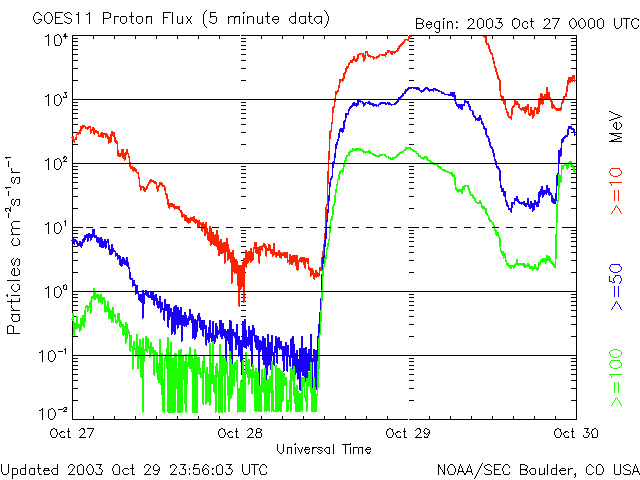 GOES11 Proton Flux (5 minute data)
Begin: 2003 Oct 27 0000 UTC
Particles cm⁻²s⁻¹sr⁻¹
10⁴
10³
10²
10¹
10⁰
10⁻¹
10⁻²
MeV
>=10
>=50
>=100
Oct 27
Oct 28
Oct 29
Oct 30
Universal Time
Updated 2003 Oct 29 23:56:03 UTC
NOAA/SEC Boulder, CO USA